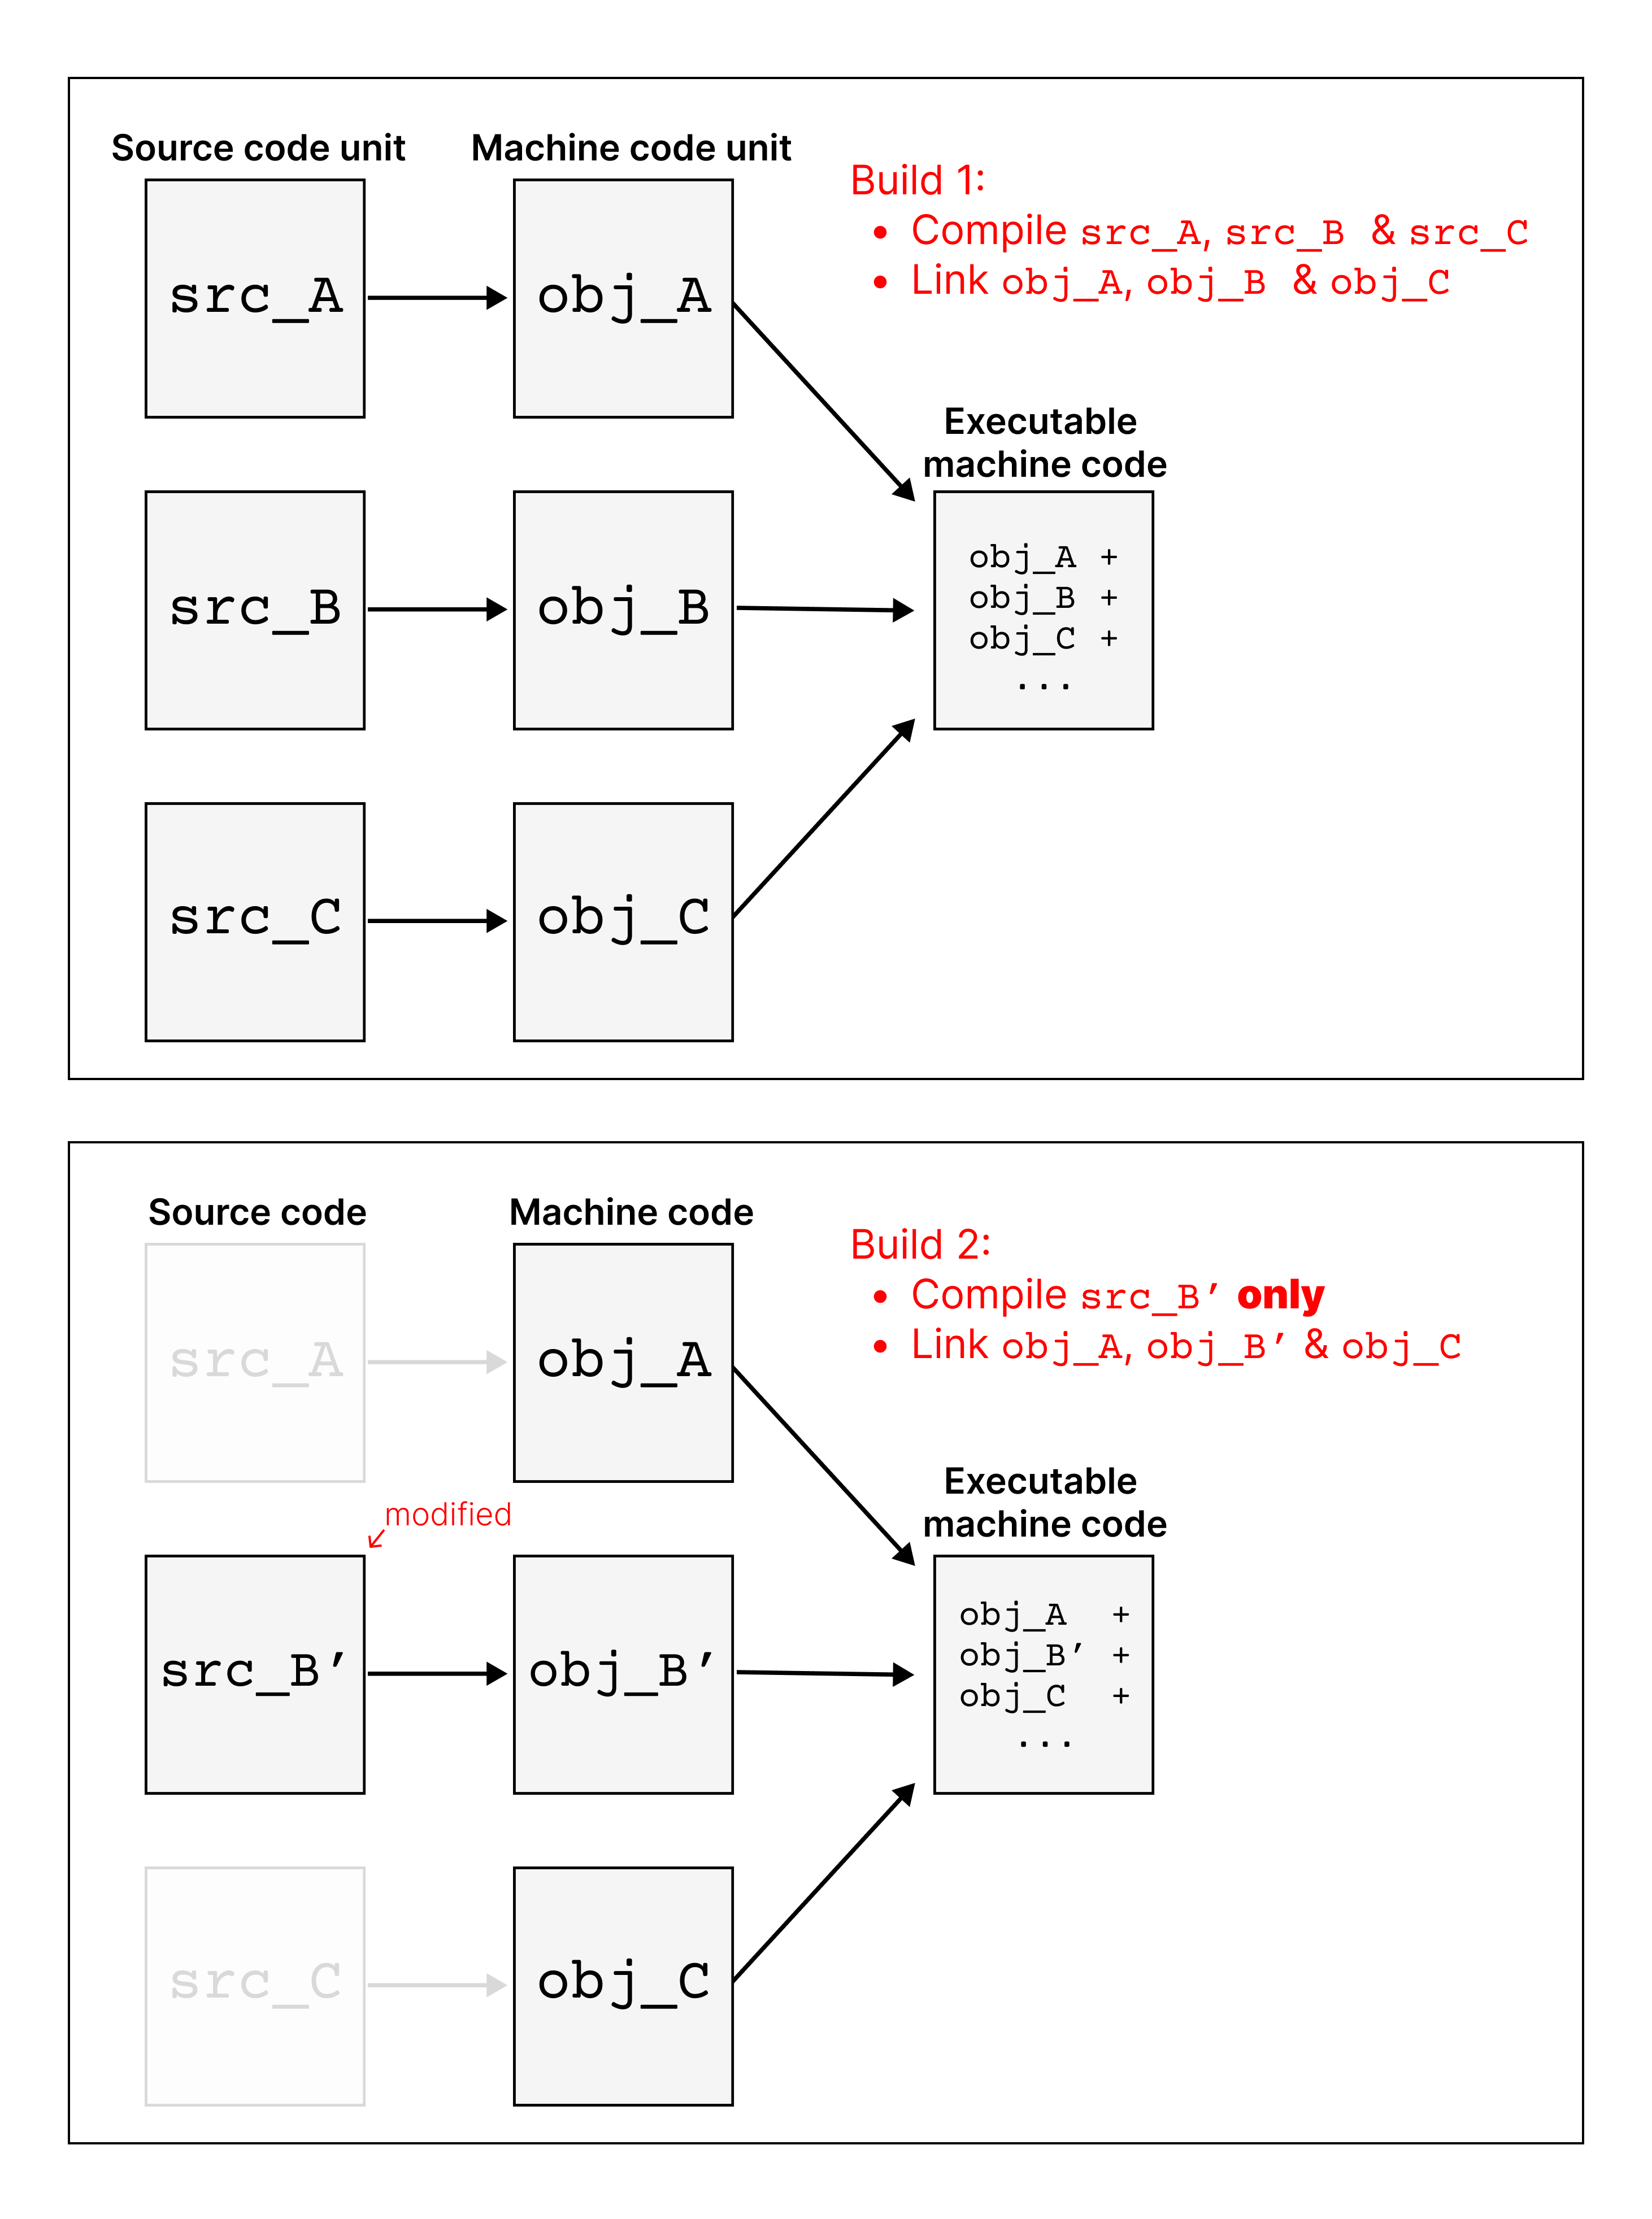 Source code unit
Machine code unit
Build 1:
• Compile src_A, src_B & src_C
• Link obj_A, obj_B & obj_C
src_A
obj_A
Executable
machine code
src_B
obj_B
obj_A +
obj_B +
obj_C +
...
src_C
obj_C
Source code
Machine code
Build 2:
• Compile src_B’ only
• Link obj_A, obj_B’ & obj_C
src_A
obj_A
modified
Executable
machine code
src_B’
obj_B’
obj_A +
obj_B’ +
obj_C +
...
src_C
obj_C